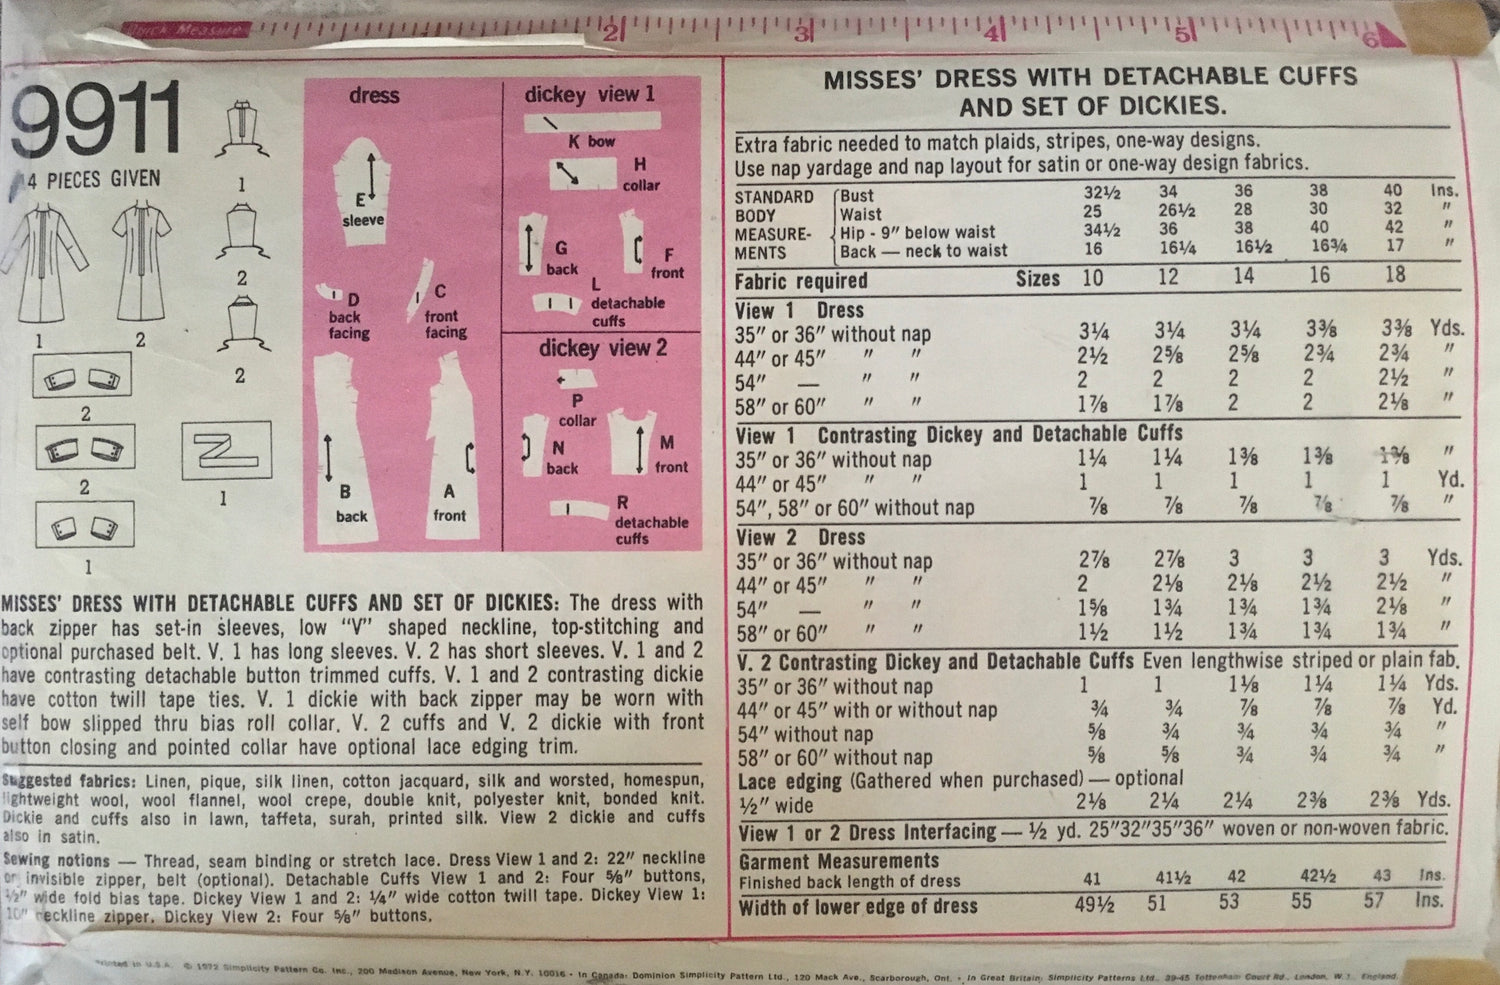 Quick Measure 2 3 4 5 6
9911
14 PIECES GIVEN
1 2
1
2
2
2
2
1
1
dress
E
sleeve
D
back
facing
C
front
facing
B
back
A
front
dickey view 1
K bow
H
collar
G
back
F
front
L
detachable
cuffs
dickey view 2
P
collar
N
back
M
front
R
detachable
cuffs
MISSES' DRESS WITH DETACHABLE CUFFS AND SET OF DICKIES: The dress with
back zipper has set-in sleeves, low "V" shaped neckline, top-stitching and
optional purchased belt. V. 1 has long sleeves. V. 2 has short sleeves. V. 1 and 2
have contrasting detachable button trimmed cuffs. V. 1 and 2 contrasting dickie
have cotton twill tape ties. V. 1 dickie with back zipper may be worn with
self bow slipped thru bias roll collar. V. 2 cuffs and V. 2 dickie with front
button closing and pointed collar have optional lace edging trim.
Suggested fabrics: Linen, pique, silk linen, cotton jacquard, silk and worsted, homespun,
lightweight wool, wool flannel, wool crepe, double knit, polyester knit, bonded knit.
Dickie and cuffs also in lawn, taffeta, surah, printed silk. View 2 dickie and cuffs
also in satin.
Sewing notions — Thread, seam binding or stretch lace. Dress View 1 and 2: 22" neckline
or invisible zipper, belt (optional). Detachable Cuffs View 1 and 2: Four ⅝" buttons,
½" wide fold bias tape. Dickey View 1 and 2: ¼" wide cotton twill tape. Dickey View 1:
10" neckline zipper. Dickey View 2: Four ⅝" buttons.
MISSES' DRESS WITH DETACHABLE CUFFS
AND SET OF DICKIES.
Extra fabric needed to match plaids, stripes, one-way designs.
Use nap yardage and nap layout for satin or one-way design fabrics.
STANDARD Bust 32½ 34 36 38 40 Ins.
BODY Waist 25 26½ 28 30 32 "
MEASURE- Hip - 9" below waist 34½ 36 38 40 42 "
MENTS Back — neck to waist 16 16¼ 16½ 16¾ 17 "
Fabric required Sizes 10 12 14 16 18
View 1 Dress
35" or 36" without nap 3¼ 3¼ 3¼ 3⅜ 3⅜ Yds.
44" or 45" " " 2½ 2⅝ 2⅝ 2¾ 2¾ "
54" — " " 2 2 2 2 2½ "
58" or 60" " " 1⅞ 1⅞ 2 2 2⅛ "
View 1 Contrasting Dickey and Detachable Cuffs
35" or 36" without nap 1¼ 1¼ 1⅜ 1⅜ 1⅜ "
44" or 45" " " 1 1 1 1 1 Yd.
54", 58" or 60" without nap ⅞ ⅞ ⅞ ⅞ ⅞ "
View 2 Dress
35" or 36" without nap 2⅞ 2⅞ 3 3 3 Yds.
44" or 45" " " 2 2⅛ 2⅛ 2½ 2½ "
54" — " " 1⅝ 1¾ 1¾ 1¾ 2⅛ "
58" or 60" " " 1½ 1½ 1¾ 1¾ 1¾ "
V. 2 Contrasting Dickey and Detachable Cuffs Even lengthwise striped or plain fab.
35" or 36" without nap 1 1 1⅛ 1¼ 1¼ Yds.
44" or 45" with or without nap ¾ ¾ ⅞ ⅞ ⅞ Yd.
54" without nap ⅝ ¾ ¾ ¾ ¾ "
58" or 60" without nap ⅝ ⅝ ¾ ¾ ¾ "
Lace edging (Gathered when purchased) — optional
½" wide 2⅛ 2¼ 2¼ 2⅜ 2⅜ Yds.
View 1 or 2 Dress Interfacing — ½ yd. 25"32"35"36" woven or non-woven fabric.
Garment Measurements
Finished back length of dress 41 41½ 42 42½ 43 Ins.
Width of lower edge of dress 49½ 51 53 55 57 Ins.
Printed in U.S.A. © 1972 Simplicity Pattern Co. Inc., 200 Madison Avenue, New York, N.Y. 10016 • In Canada: Dominion Simplicity Pattern Ltd., 120 Mack Ave., Scarborough, Ont. • In Great Britain: Simplicity Patterns Ltd., 39-45 Tottenham Court Rd., London, W.1, England.